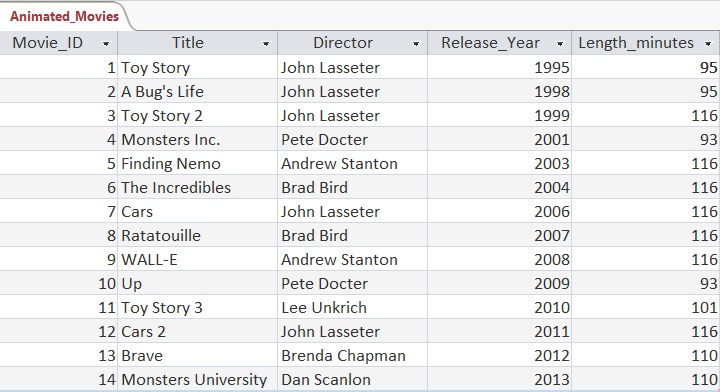 Animated_Movies
Movie_ID Title Director Release_Year Length_minutes
1 Toy Story John Lasseter 1995 95
2 A Bug's Life John Lasseter 1998 95
3 Toy Story 2 John Lasseter 1999 116
4 Monsters Inc. Pete Docter 2001 93
5 Finding Nemo Andrew Stanton 2003 116
6 The Incredibles Brad Bird 2004 116
7 Cars John Lasseter 2006 116
8 Ratatouille Brad Bird 2007 116
9 WALL-E Andrew Stanton 2008 116
10 Up Pete Docter 2009 93
11 Toy Story 3 Lee Unkrich 2010 101
12 Cars 2 John Lasseter 2011 116
13 Brave Brenda Chapman 2012 110
14 Monsters University Dan Scanlon 2013 110